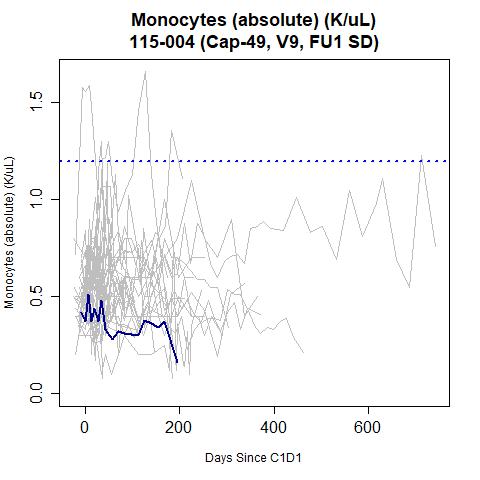 Monocytes (absolute) (K/uL)
115-004 (Cap-49, V9, FU1 SD)
Monocytes (absolute) (K/uL)
1.5
1.0
0.5
0.0
0 200 400 600
Days Since C1D1